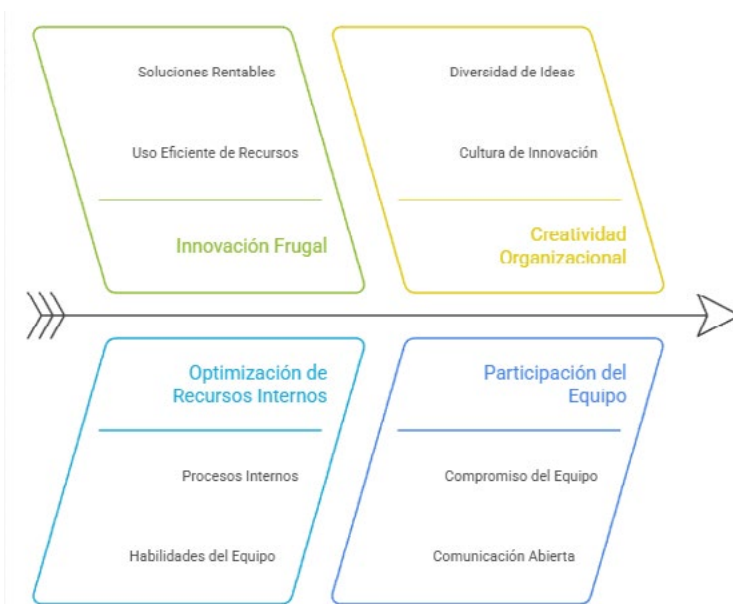 Soluciones Rentables
Uso Eficiente de Recursos
Innovación Frugal
Diversidad de Ideas
Cultura de Innovación
Creatividad
Organizacional
Optimización de
Recursos Internos
Procesos Internos
Habilidades del Equipo
Participación del
Equipo
Compromiso del Equipo
Comunicación Abierta